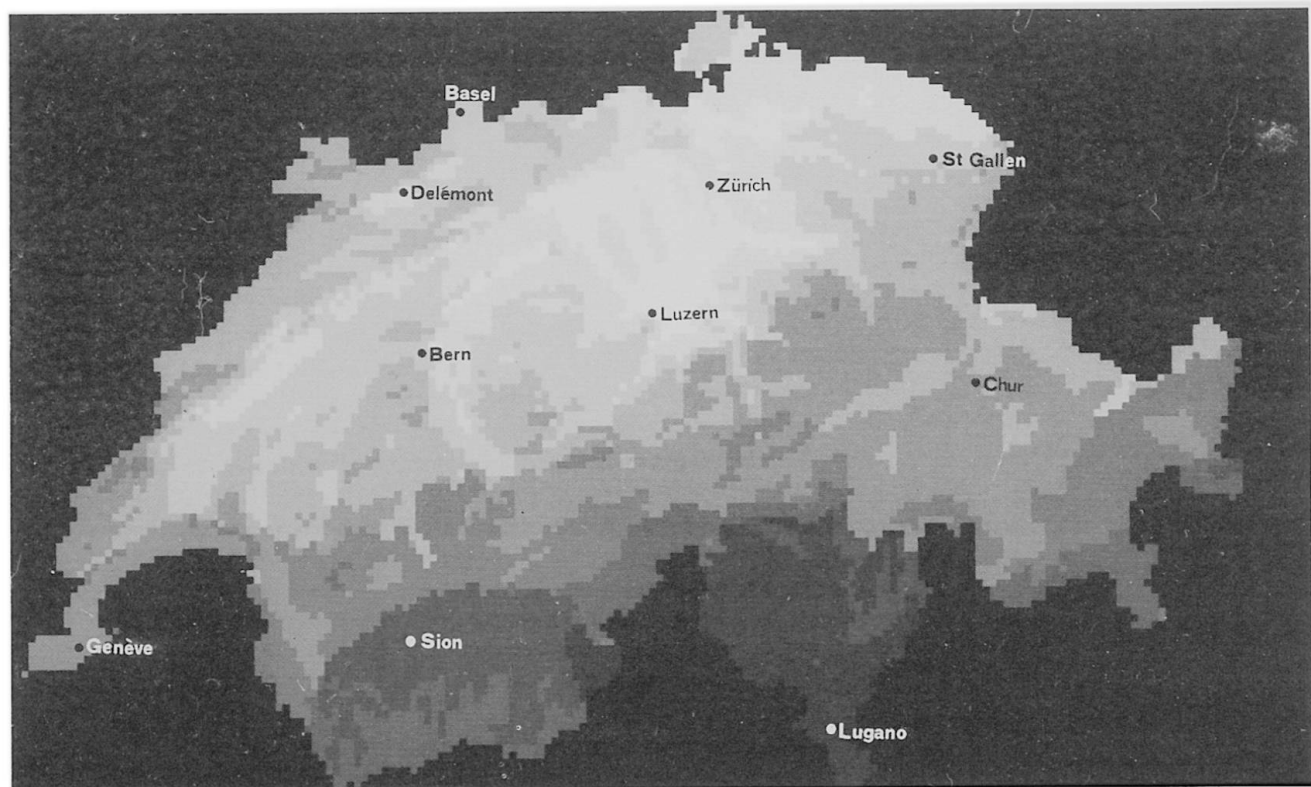 Basel
St Gallen
Delémont
Zürich
Luzern
Bern
Chur
Genève
Sion
Lugano